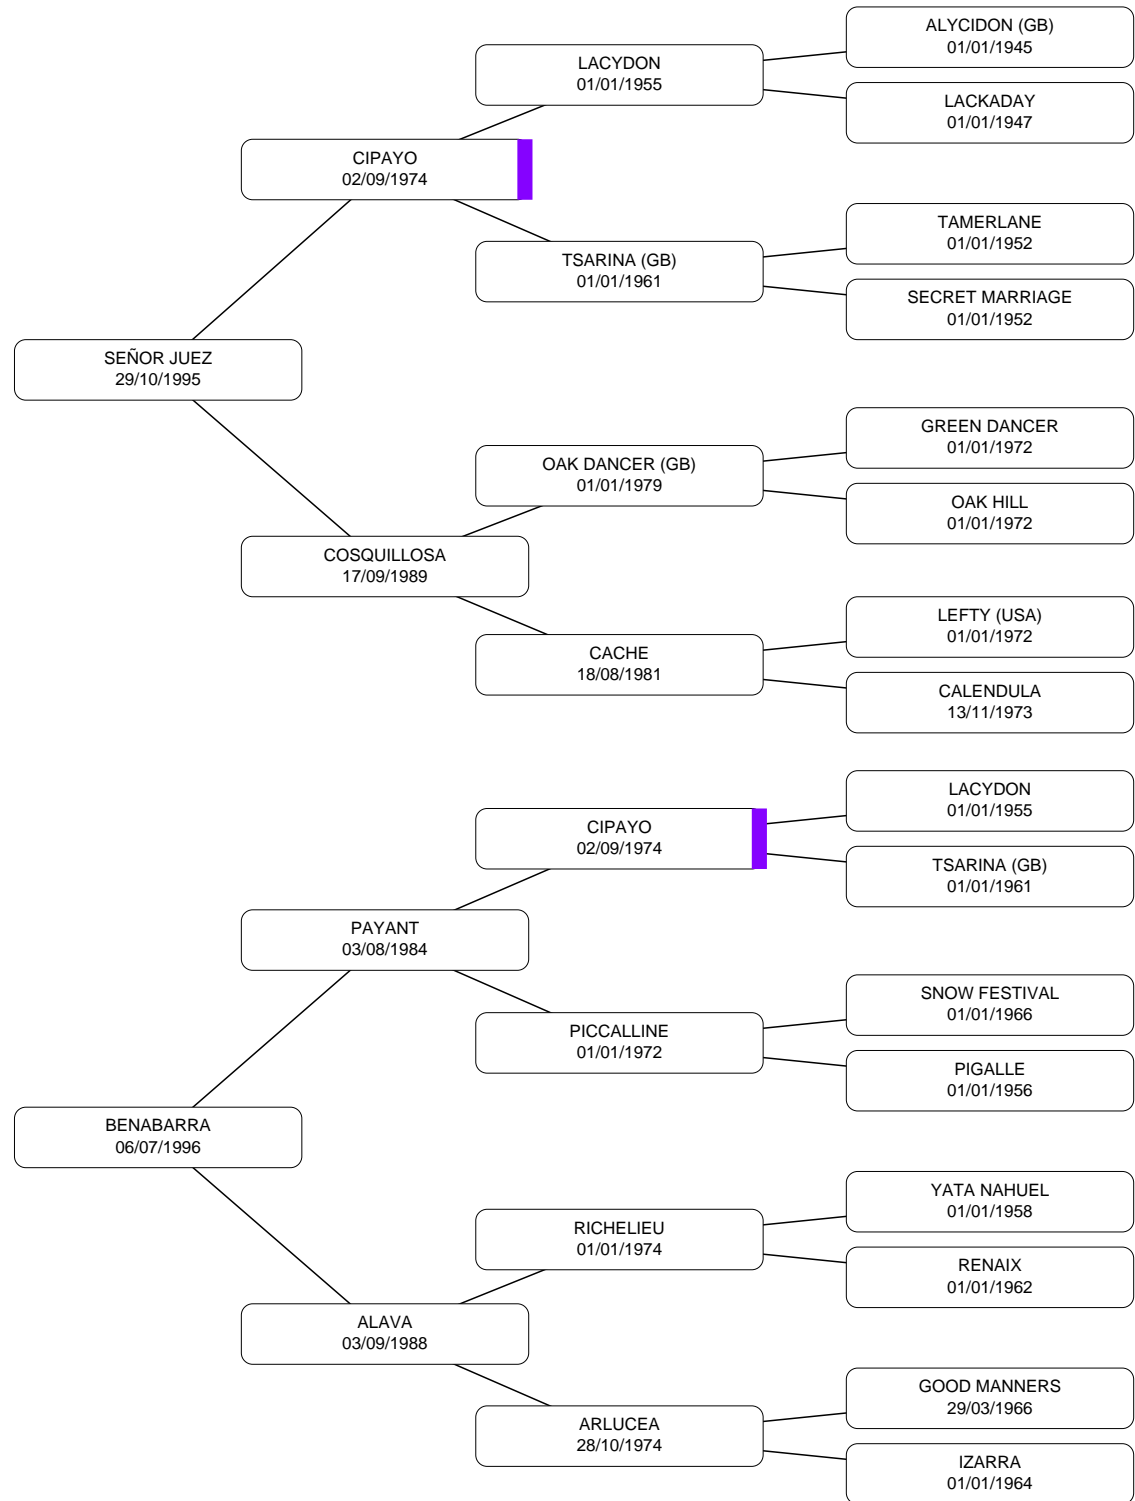 ALYCIDON (GB)
01/01/1945
LACYDON
01/01/1955
LACKADAY
01/01/1947
CIPAYO
02/09/1974
TAMERLANE
01/01/1952
TSARINA (GB)
01/01/1961
SECRET MARRIAGE
01/01/1952
SEÑOR JUEZ
29/10/1995
GREEN DANCER
01/01/1972
OAK DANCER (GB)
01/01/1979
OAK HILL
01/01/1972
COSQUILLOSA
17/09/1989
LEFTY (USA)
01/01/1972
CACHE
18/08/1981
CALENDULA
13/11/1973
LACYDON
01/01/1955
CIPAYO
02/09/1974
TSARINA (GB)
01/01/1961
PAYANT
03/08/1984
SNOW FESTIVAL
01/01/1966
PICCALLINE
01/01/1972
PIGALLE
01/01/1956
BENABARRA
06/07/1996
YATA NAHUEL
01/01/1958
RICHELIEU
01/01/1974
RENAIX
01/01/1962
ALAVA
03/09/1988
GOOD MANNERS
29/03/1966
ARLUCEA
28/10/1974
IZARRA
01/01/1964